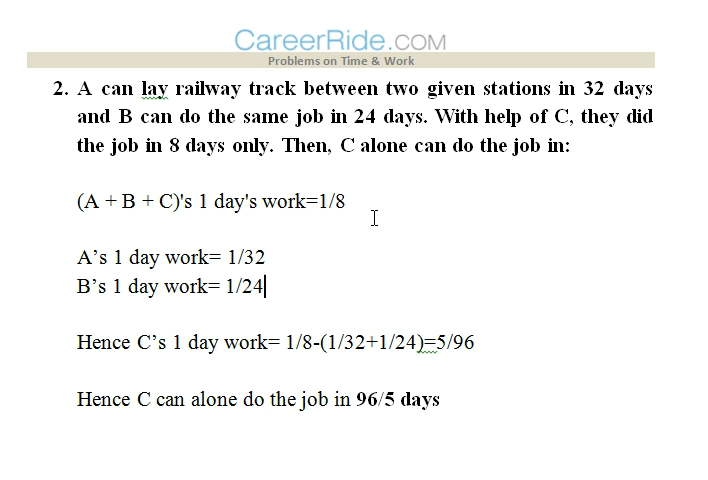 CareerRide.COM
Problems on Time & Work
2. A can lay railway track between two given stations in 32 days
and B can do the same job in 24 days. With help of C, they did
the job in 8 days only. Then, C alone can do the job in:
(A + B + C)'s 1 day's work=1/8
A’s 1 day work= 1/32
B’s 1 day work= 1/24
Hence C’s 1 day work= 1/8-(1/32+1/24)=5/96
Hence C can alone do the job in 96/5 days